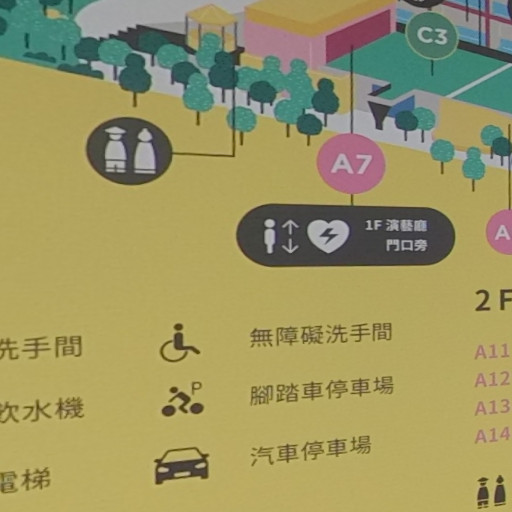 C3
A7
A
1F 演藝廳
門口旁
2 F
洗手間
無障礙洗手間
A11
A12
A13
A14
飲水機
P
腳踏車停車場
電梯
汽車停車場